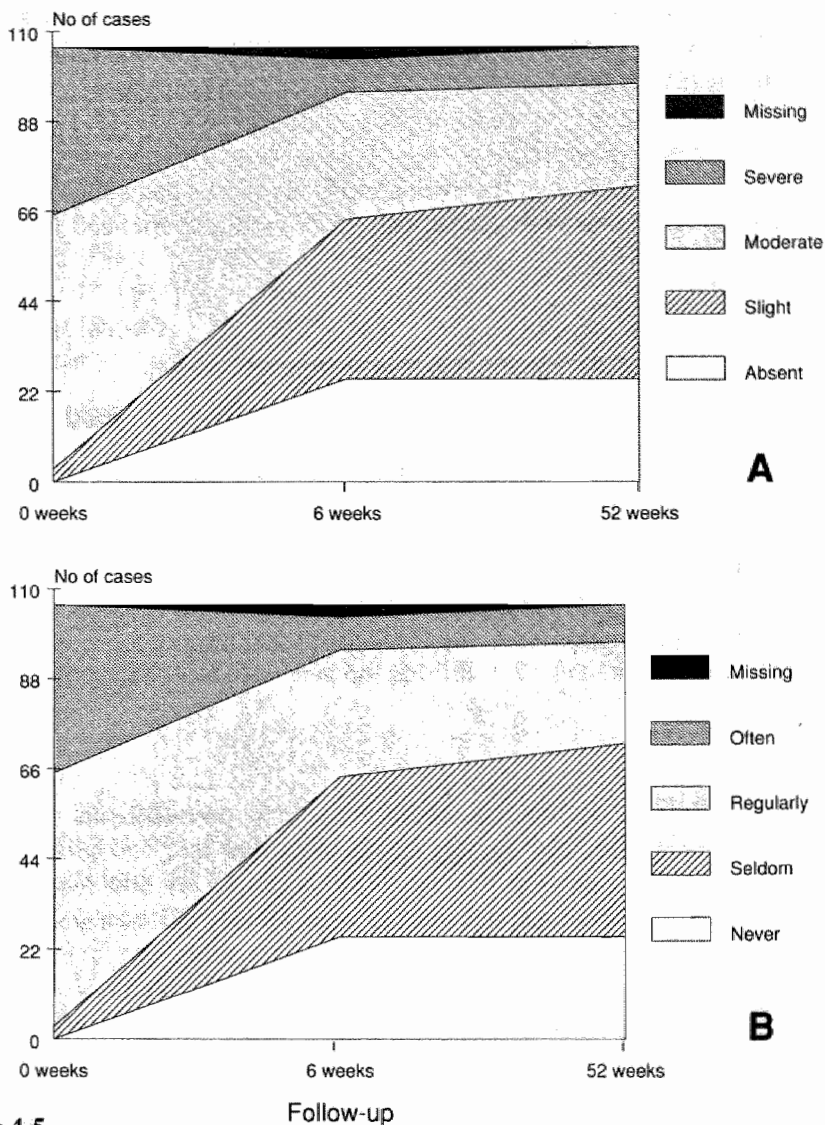 No of cases
110
88
66
44
22
0
0 weeks 6 weeks 52 weeks
Missing
Severe
Moderate
Slight
Absent
A
No of cases
110
88
66
44
22
0
0 weeks 6 weeks 52 weeks
Missing
Often
Regularly
Seldom
Never
B
Follow-up